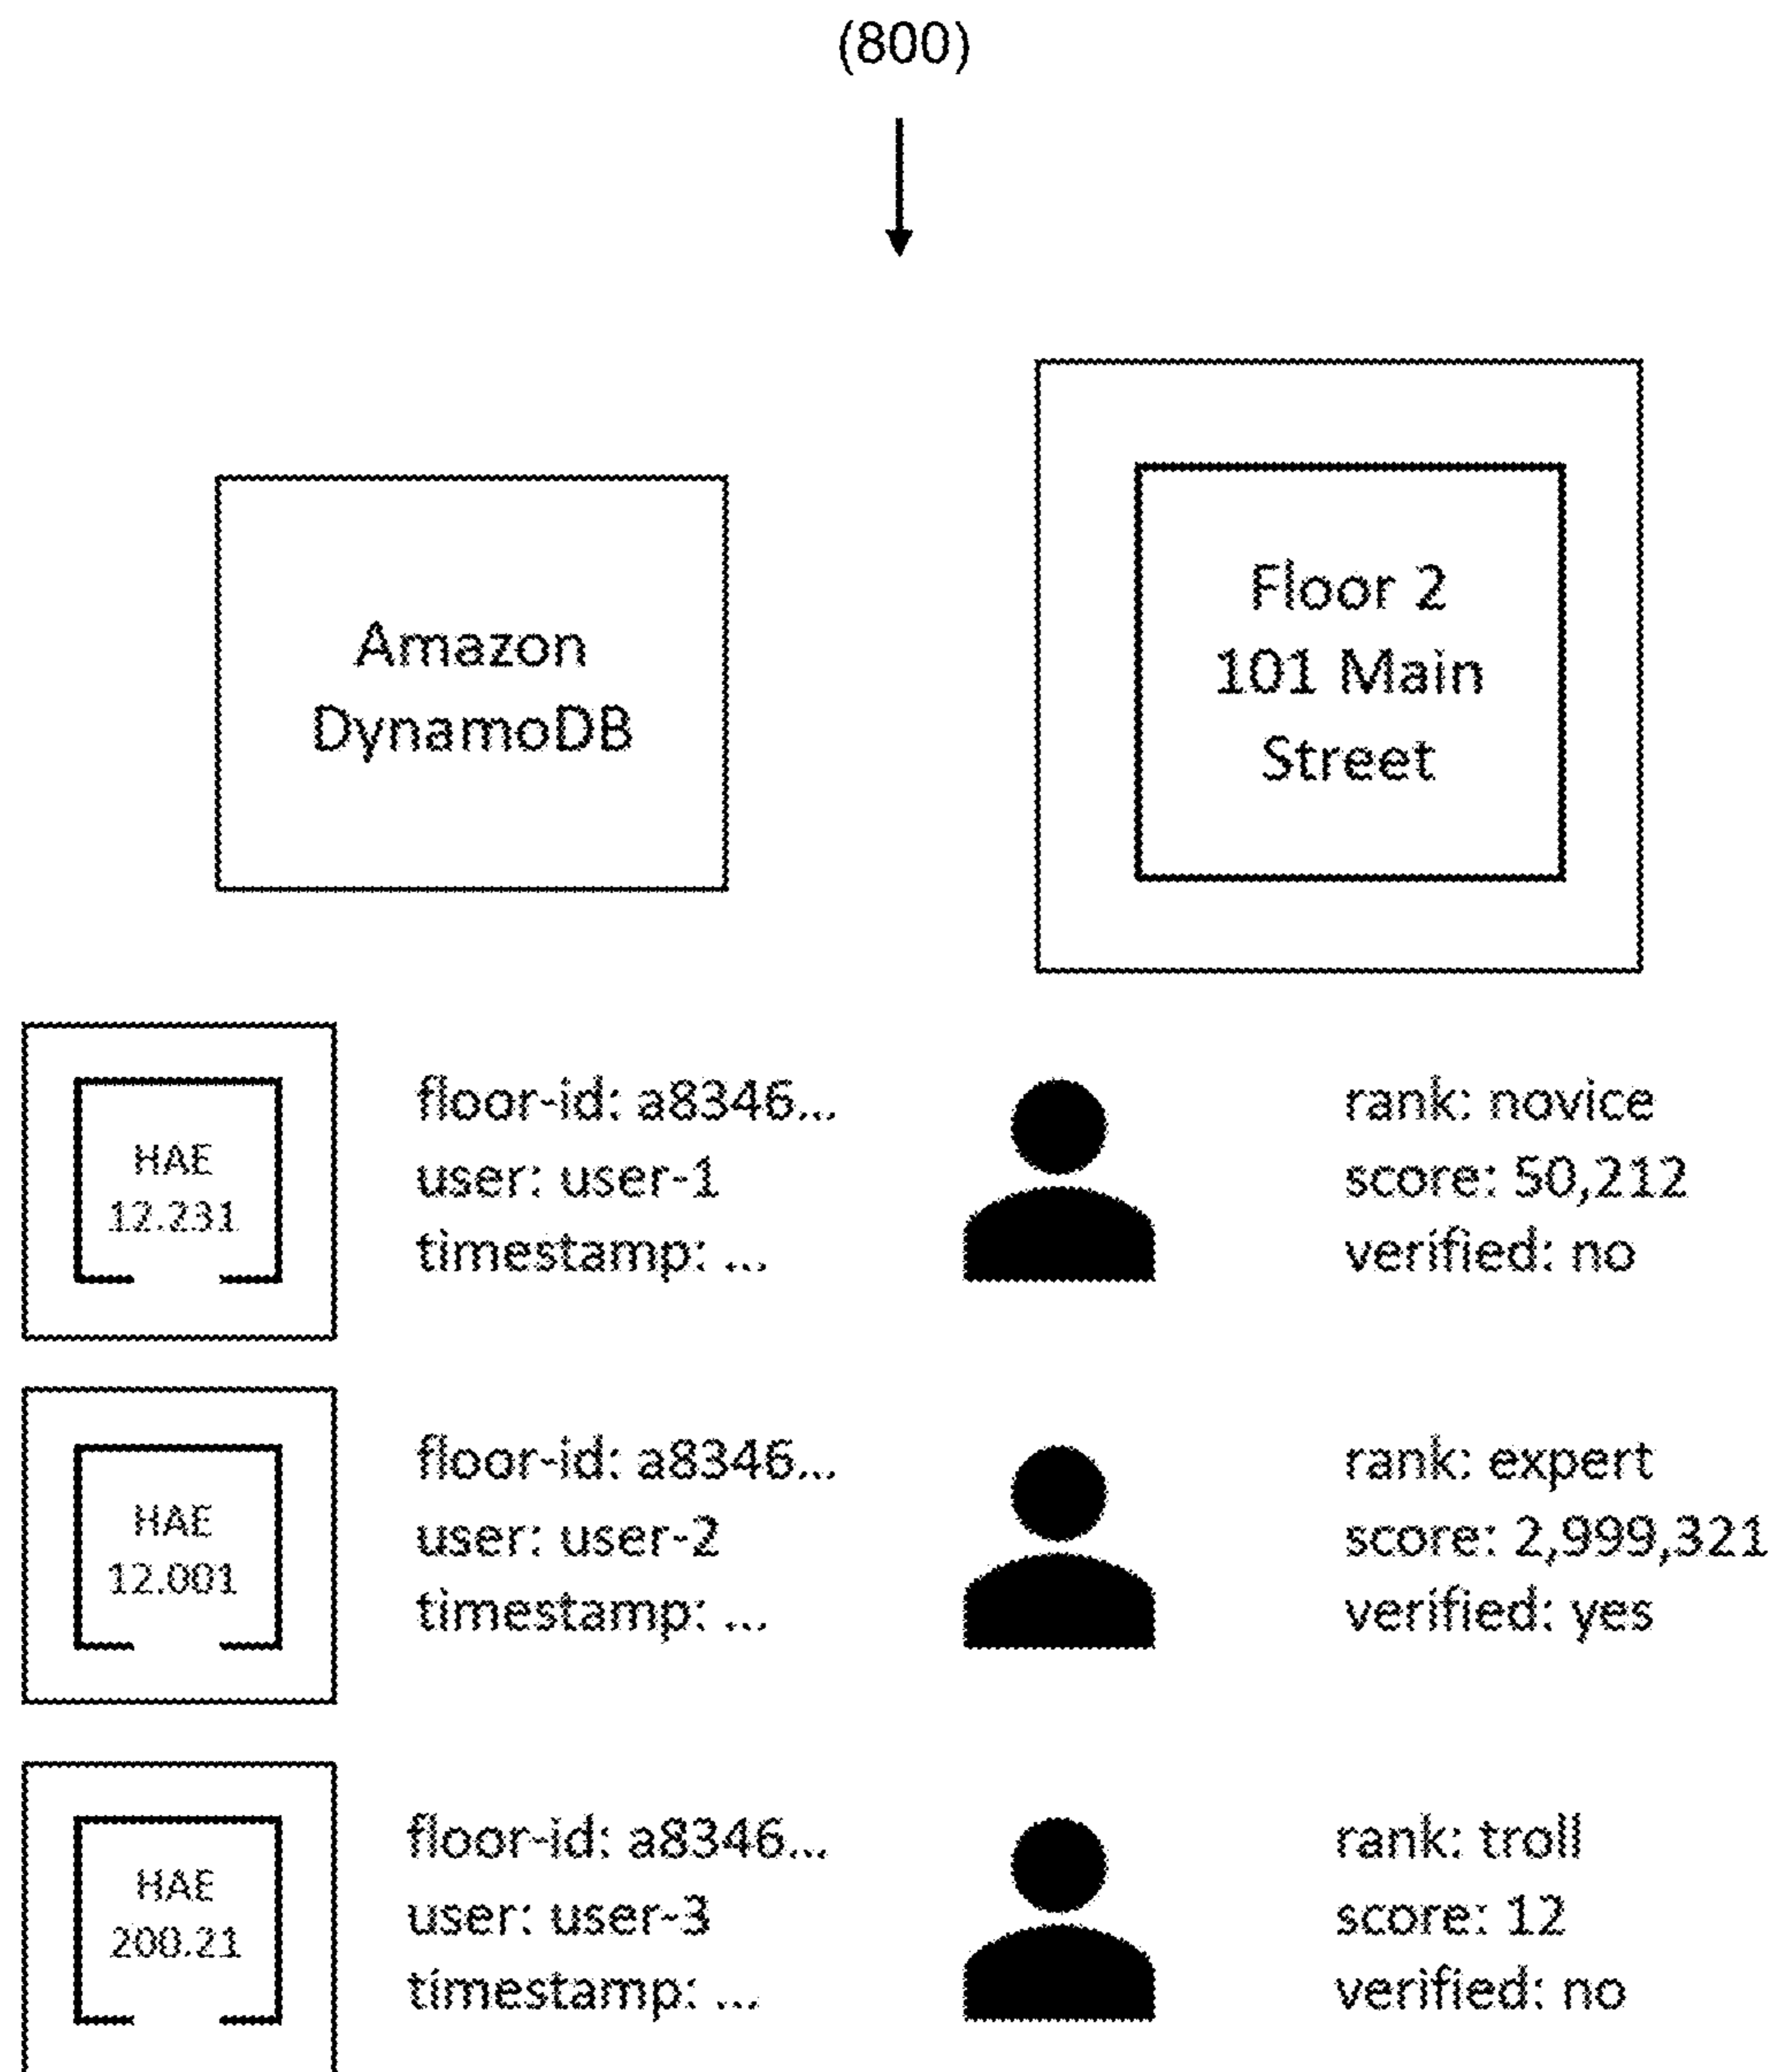 (800)
Amazon
DynamoDB
Floor 2
101 Main
Street
HAE
12.231
floor-id: a8346...
user: user-1
timestamp: ...
rank: novice
score: 50,212
verified: no
HAE
12.001
floor-id: a8346...
user: user-2
timestamp: ...
rank: expert
score: 2,999,321
verified: yes
HAE
200.21
floor-id: a8346...
user: user-3
timestamp: ...
rank: troll
score: 12
verified: no